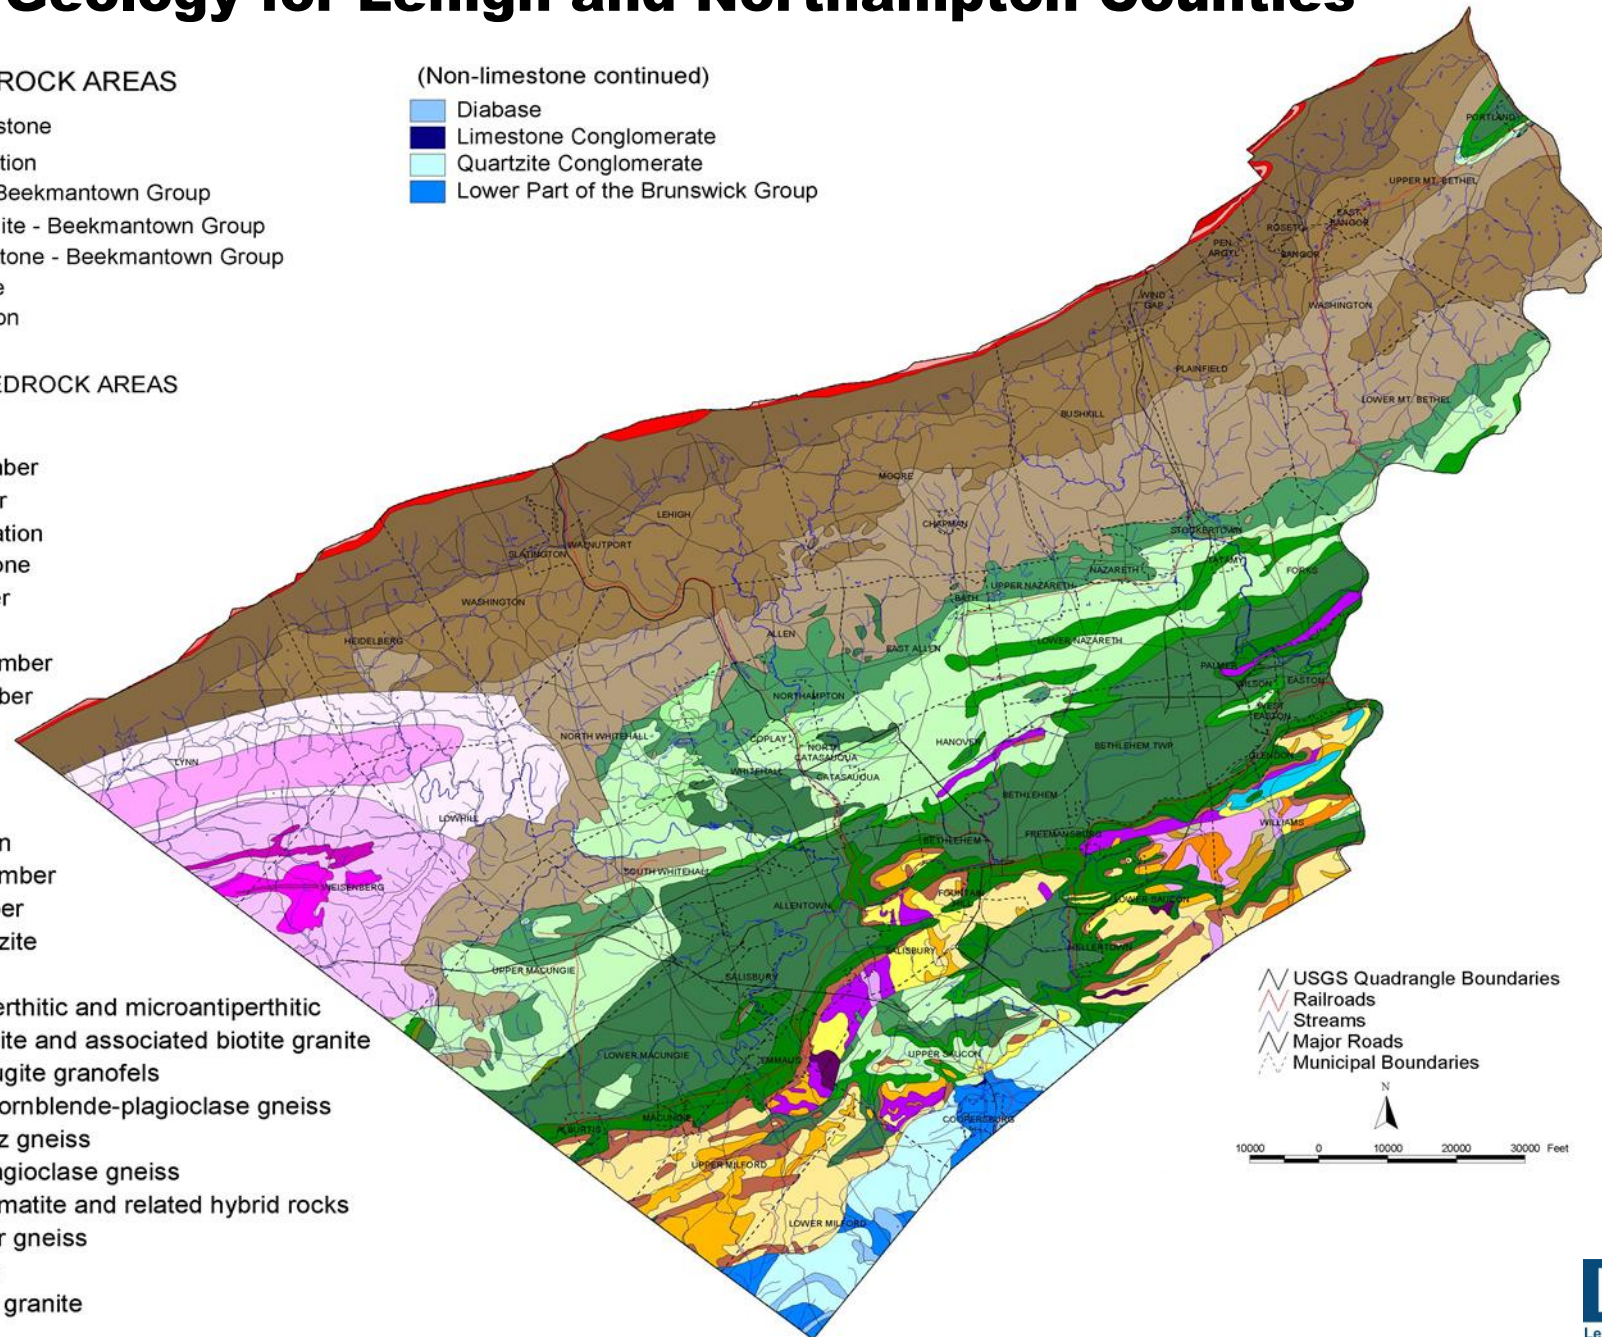 Geology for Lehigh and Northampton Counties
ROCK AREAS
stone
tion
Beekmantown Group
ite - Beekmantown Group
tone - Beekmantown Group
e
on
EDROCK AREAS
nber
r
ation
one
er
mber
ber
n
mber
ber
zite
erthitic and microantiperthitic
ite and associated biotite granite
ugite granofels
ornblende-plagioclase gneiss
z gneiss
agioclase gneiss
matite and related hybrid rocks
r gneiss
granite
(Non-limestone continued)
Diabase
Limestone Conglomerate
Quartzite Conglomerate
Lower Part of the Brunswick Group
PORTLAND
UPPER MT. BETHEL
EAST
BANGOR
ROSETO
PEN
ARGYL
BANGOR
WIND
GAP
WASHINGTON
PLAINFIELD
LOWER MT. BETHEL
BUSHKILL
MOORE
CHAPMAN
LEHIGH
STOCKERTOWN
WALNUTPORT
SLATINGTON
TATAMY
NAZARETH
FORKS
UPPER NAZARETH
BATH
WASHINGTON
ALLEN
HEIDELBERG
LOWER NAZARETH
EAST ALLEN
PALMER
WILSON
EASTON
NORTHAMPTON
WEST
EASTON
NORTH WHITEHALL
COPLAY
HANOVER
NORTH
CATASAUQUA
BETHLEHEM TWP
GLENDON
LYNN
WHITEHALL
CATASAUQUA
BETHLEHEM
LOWHILL
WILLIAMS
FREEMANSBURG
BETHLEHEM
SOUTH WHITEHALL
WEISENBERG
FOUNTAIN
HILL
LOWER SAUCON
ALLENTOWN
HELLERTOWN
SALISBURY
UPPER MACUNGIE
SALISBURY
LOWER MACUNGIE
EMMAUS
UPPER SAUCON
MACUNGIE
COOPERSBURG
ALBURTIS
UPPER MILFORD
LOWER MILFORD
USGS Quadrangle Boundaries
Railroads
Streams
Major Roads
Municipal Boundaries
N
10000 0 10000 20000 30000 Feet
Le